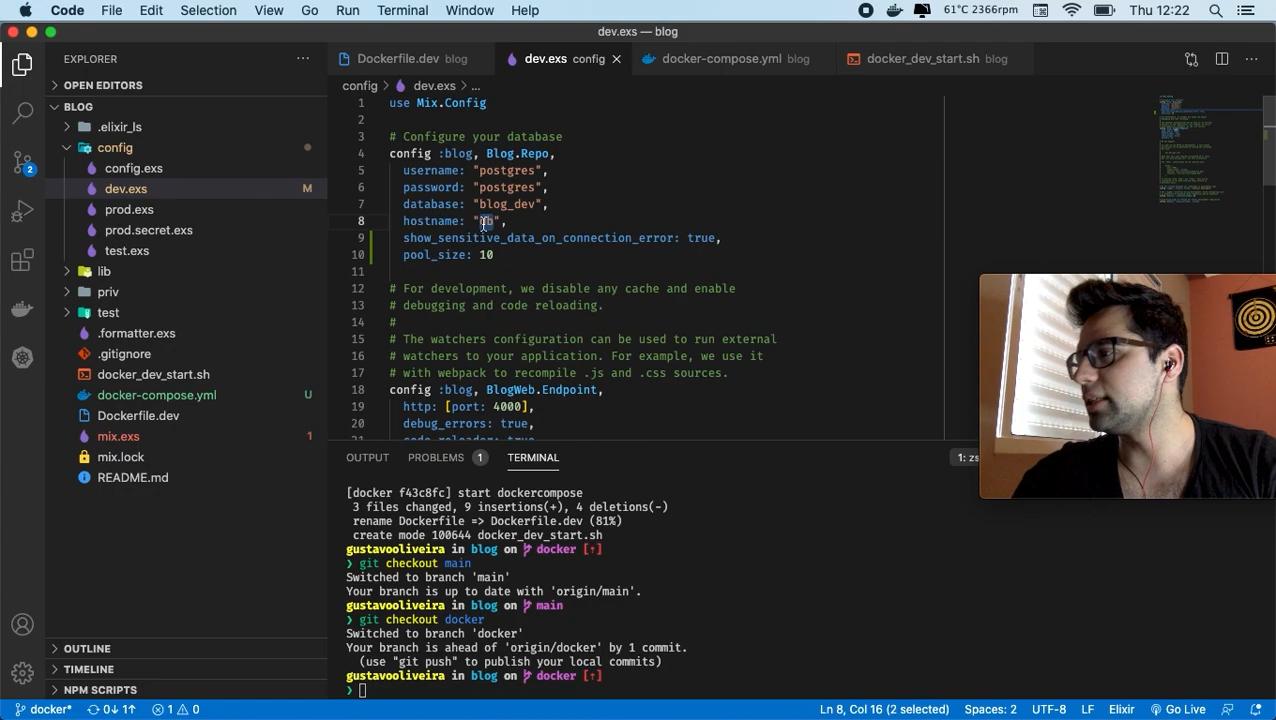 Code File Edit Selection View Go Run Terminal Window Help 61°C 2366rpm Thu 12:22
dev.exs — blog
EXPLORER
OPEN EDITORS
BLOG
.elixir_ls
config
config.exs
dev.exs M
prod.exs
prod.secret.exs
test.exs
lib
priv
test
.formatter.exs
.gitignore
docker_dev_start.sh
docker-compose.yml U
Dockerfile.dev
mix.exs 1
mix.lock
README.md
OUTLINE
TIMELINE
NPM SCRIPTS
2
Dockerfile.dev blog dev.exs config docker-compose.yml blog docker_dev_start.sh blog
config > dev.exs > ...
1 use Mix.Config
2
3 # Configure your database
4 config :blog, Blog.Repo,
5 username: "postgres",
6 password: "postgres",
7 database: "blog_dev",
8 hostname: "db",
9 show_sensitive_data_on_connection_error: true,
10 pool_size: 10
11
12 # For development, we disable any cache and enable
13 # debugging and code reloading.
14 #
15 # The watchers configuration can be used to run external
16 # watchers to your application. For example, we use it
17 # with webpack to recompile .js and .css sources.
18 config :blog, BlogWeb.Endpoint,
19 http: [port: 4000],
20 debug_errors: true,
21 code_reloader: true,
OUTPUT PROBLEMS 1 TERMINAL 1: zs
[docker f43c8fc] start dockercompose
3 files changed, 9 insertions(+), 4 deletions(-)
rename Dockerfile => Dockerfile.dev (81%)
create mode 100644 docker_dev_start.sh
gustavooliveira in blog on docker [↑]
❯ git checkout main
Switched to branch 'main'
Your branch is up to date with 'origin/main'.
gustavooliveira in blog on main
❯ git checkout docker
Switched to branch 'docker'
Your branch is ahead of 'origin/docker' by 1 commit.
(use "git push" to publish your local commits)
gustavooliveira in blog on docker [↑]
❯
docker* 0↓ 1↑ 1 0 Ln 8, Col 16 (2 selected) Spaces: 2 UTF-8 LF Elixir Go Live